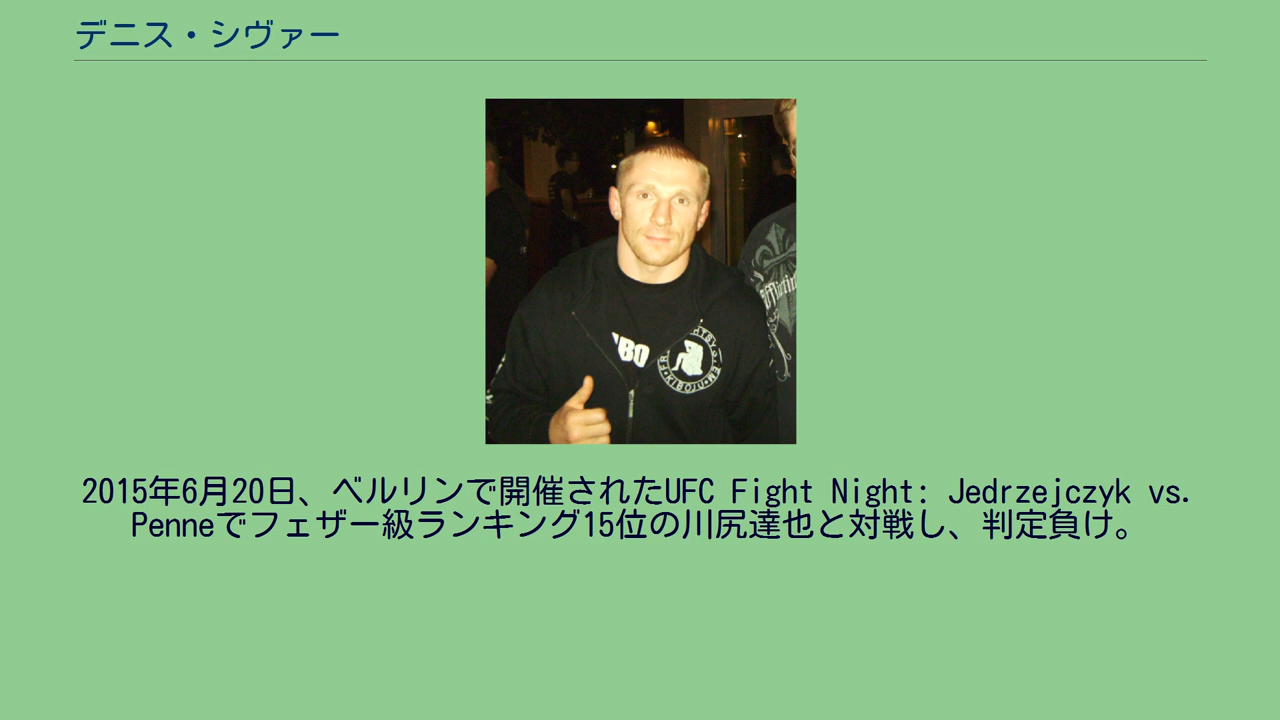 デニス・シヴァー
BO
ffliction
2015年6月20日、ベルリンで開催されたUFC Fight Night: Jedrzejczyk vs.
Penneでフェザー級ランキング15位の川尻達也と対戦し、判定負け。